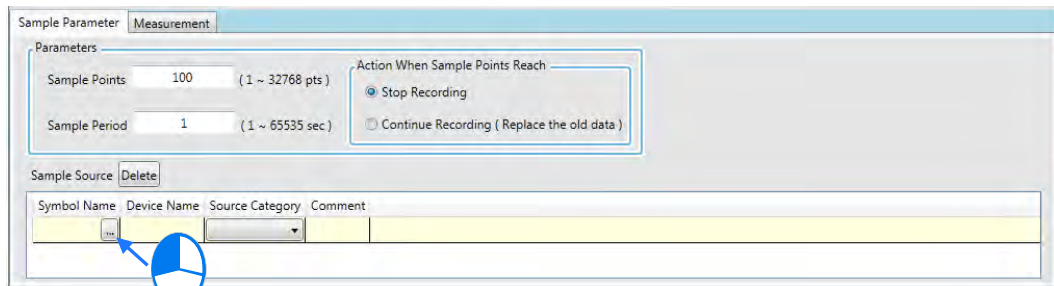 Sample Parameter Measurement
Parameters
Sample Points 100 ( 1 ~ 32768 pts )
Sample Period 1 ( 1 ~ 65535 sec )
Action When Sample Points Reach
Stop Recording
Continue Recording ( Replace the old data )
Sample Source Delete
Symbol Name Device Name Source Category Comment
...